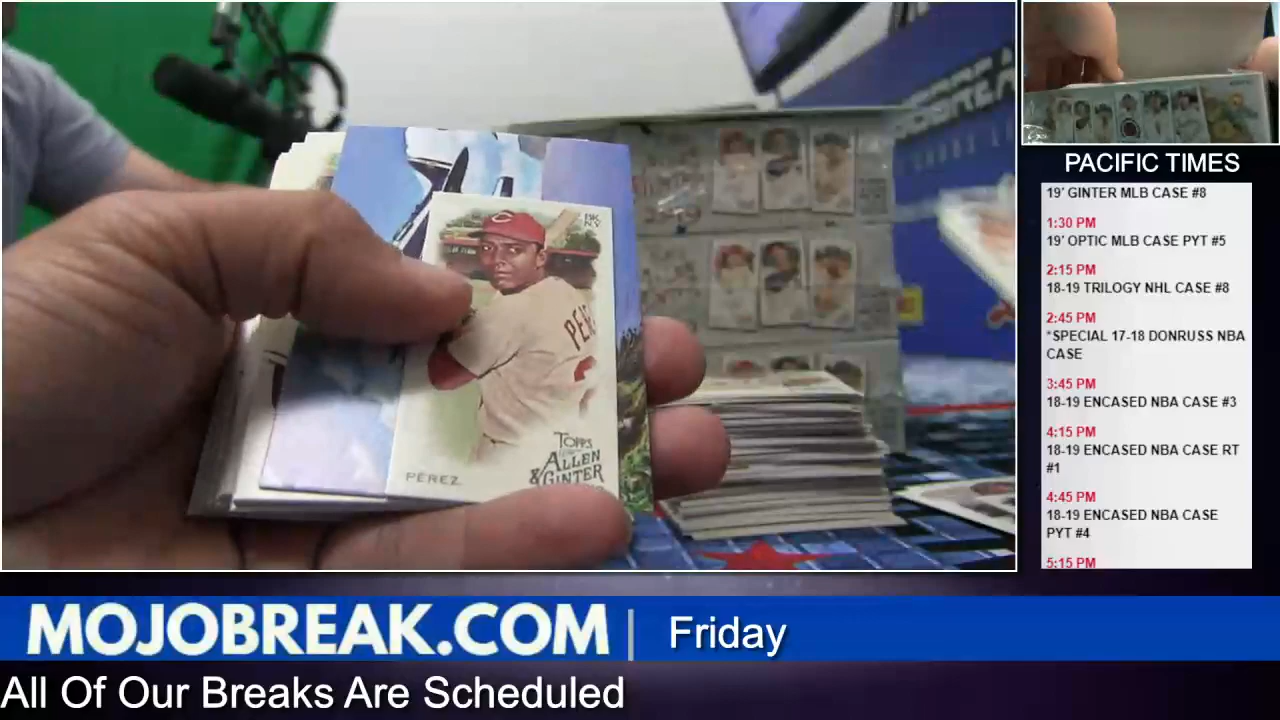 BK
NY
PÉREZ
TOPPS
ALLEN
& GINTER
PACIFIC TIMES
19' GINTER MLB CASE #8
1:30 PM
19' OPTIC MLB CASE PYT #5
2:15 PM
18-19 TRILOGY NHL CASE #8
2:45 PM
*SPECIAL 17-18 DONRUSS NBA
CASE
3:45 PM
18-19 ENCASED NBA CASE #3
4:15 PM
18-19 ENCASED NBA CASE RT
#1
4:45 PM
18-19 ENCASED NBA CASE
PYT #4
5:15 PM
MOJOBREAK.COM | Friday
All Of Our Breaks Are Scheduled